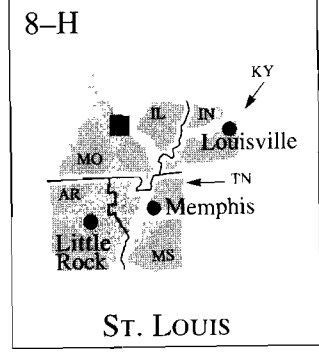 8–H
KY
IL
IN
Louisville
MO
AR
TN
Memphis
Little
Rock
MS
ST. LOUIS